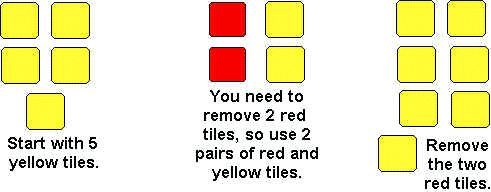 Start with 5
yellow tiles.
You need to
remove 2 red
tiles, so use 2
pairs of red and
yellow tiles.
Remove
the two
red tiles.